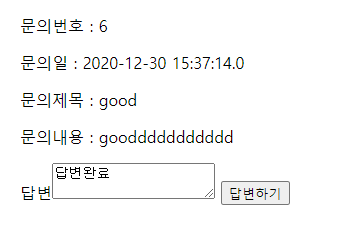 문의번호 : 6
문의일 : 2020-12-30 15:37:14.0
문의제목 : good
문의내용 : gooddddddddddd
답변 답변완료 답변하기